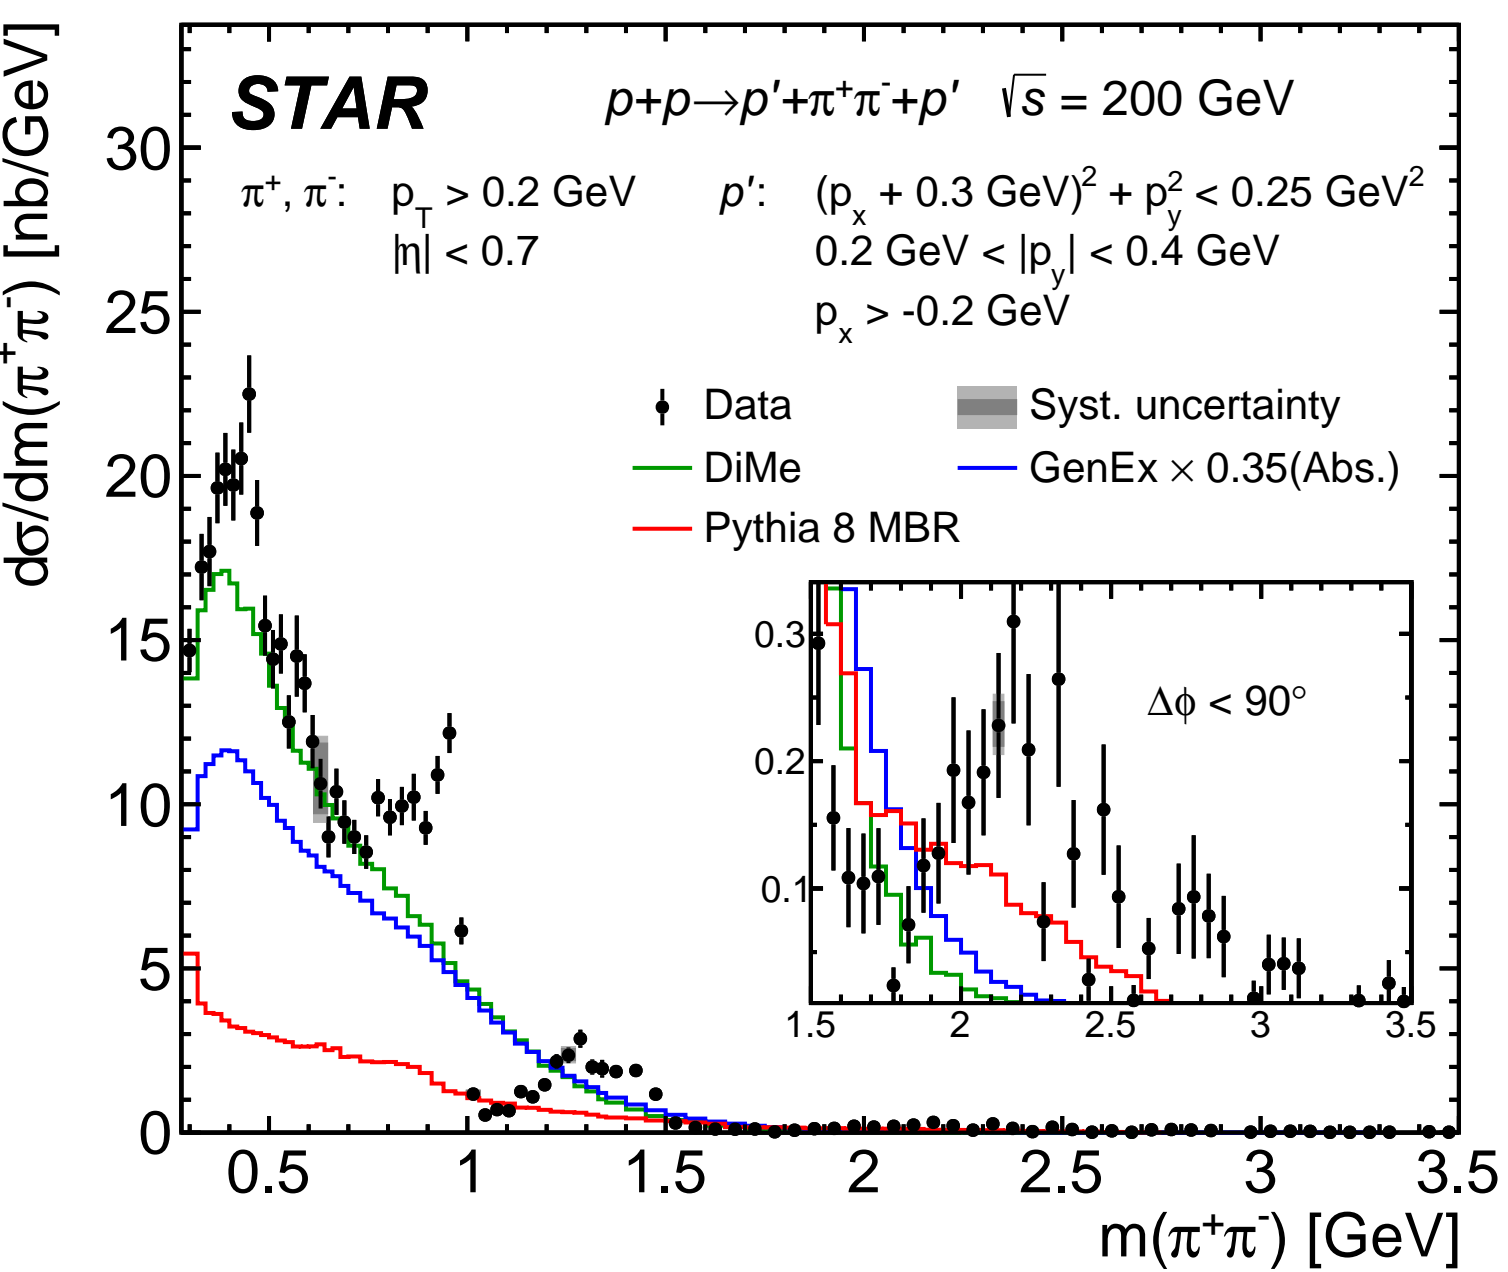 STAR p+p→p′+π⁺π⁻+p′ √s = 200 GeV
π⁺, π⁻: p_T > 0.2 GeV p′: (p_x + 0.3 GeV)² + p_y² < 0.25 GeV²
|η| < 0.7 0.2 GeV < |p_y| < 0.4 GeV
p_x > -0.2 GeV
Data Syst. uncertainty
DiMe GenEx × 0.35(Abs.)
Pythia 8 MBR
Δϕ < 90°
0.3
0.2
0.1
1.5 2 2.5 3 3.5
dσ/dm(π⁺π⁻) [nb/GeV]
30
25
20
15
10
5
0
0.5 1 1.5 2 2.5 3 3.5
m(π⁺π⁻) [GeV]